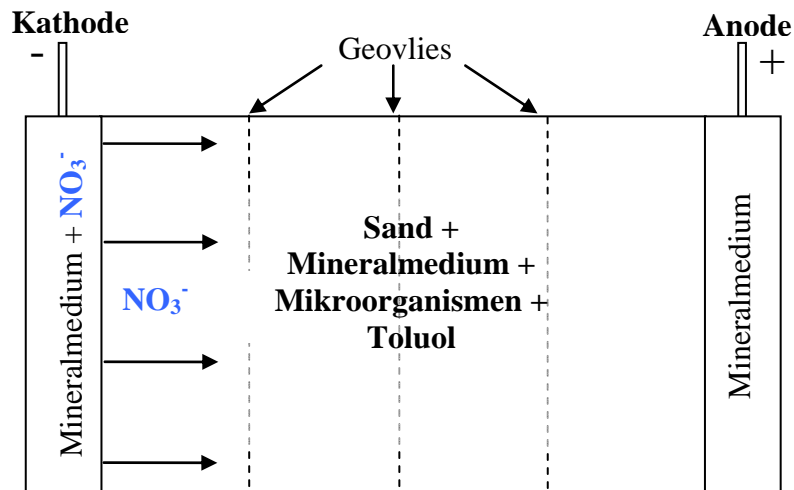 Kathode
-
Geovlies
Anode
+
Mineralmedium + NO₃⁻
NO₃⁻
Sand +
Mineralmedium +
Mikroorganismen +
Toluol
Mineralmedium